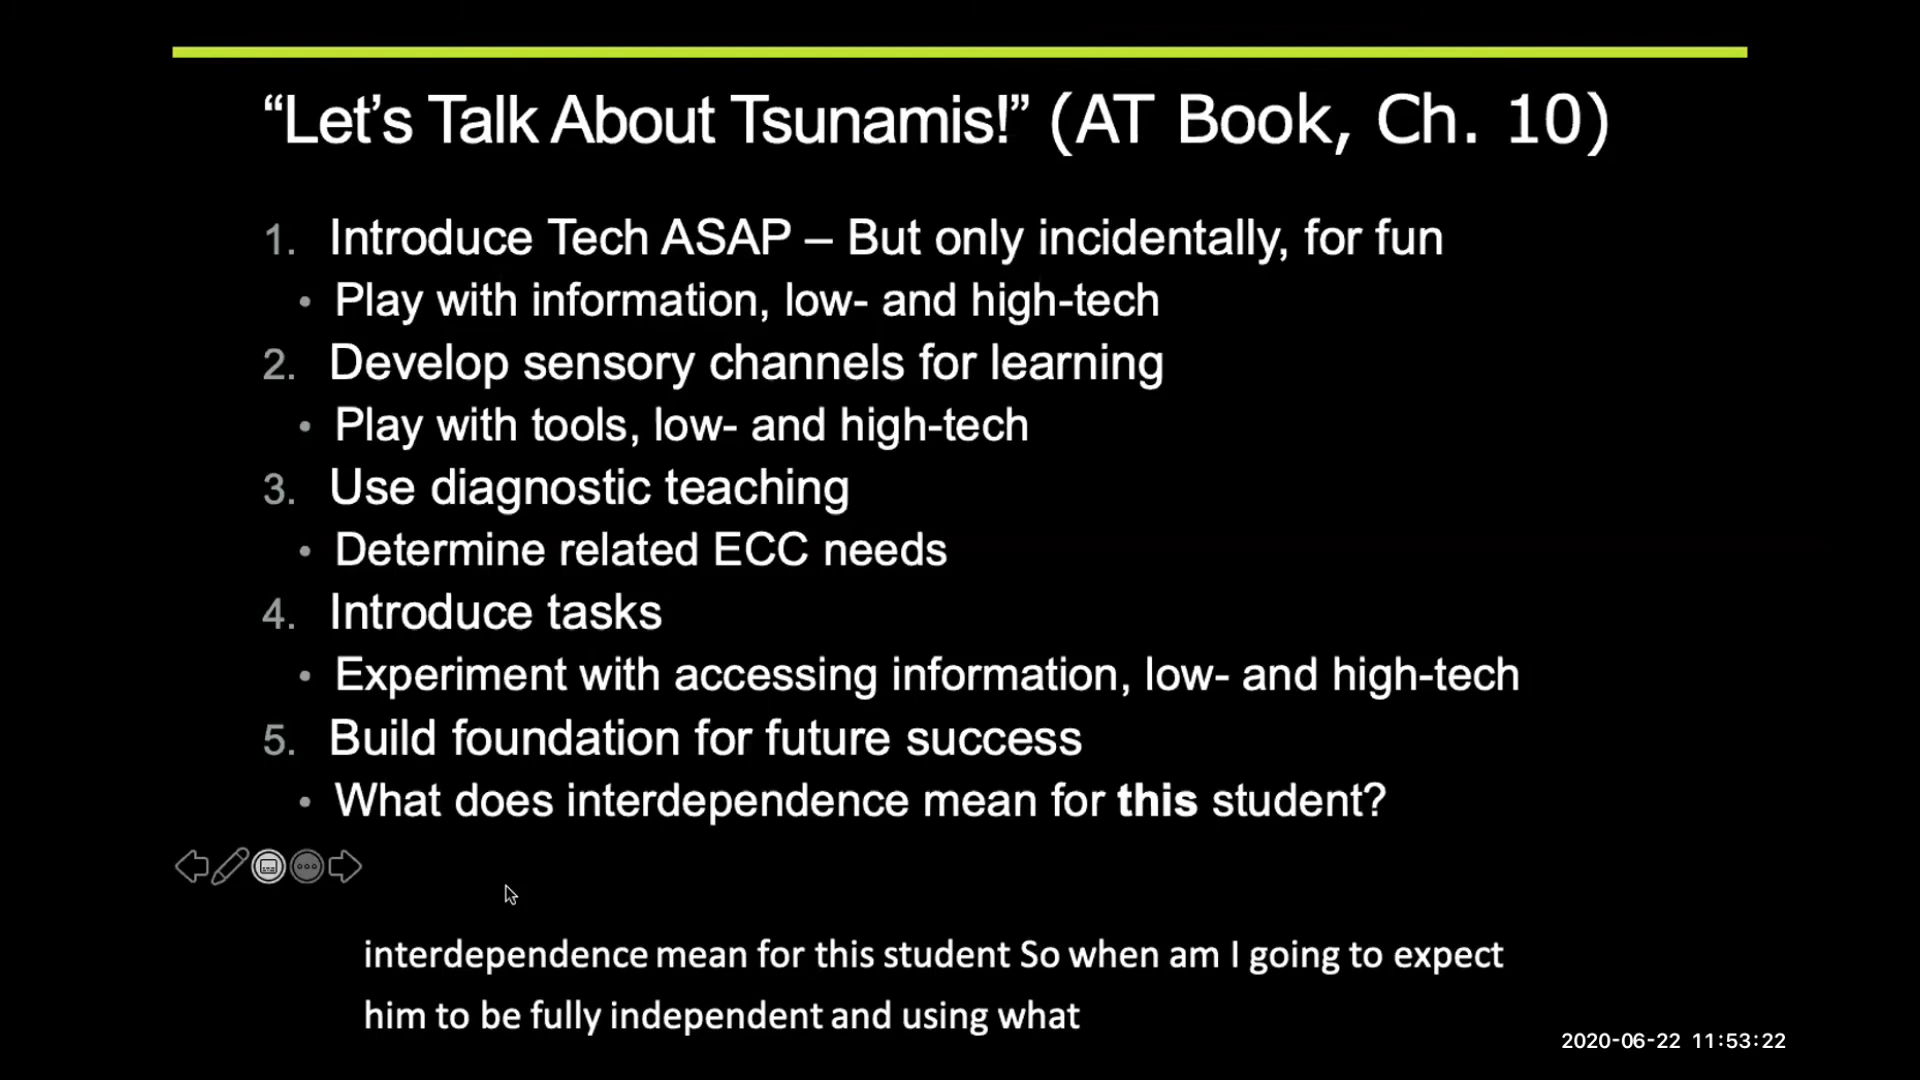 “Let’s Talk About Tsunamis!” (AT Book, Ch. 10)
1. Introduce Tech ASAP – But only incidentally, for fun
• Play with information, low- and high-tech
2. Develop sensory channels for learning
• Play with tools, low- and high-tech
3. Use diagnostic teaching
• Determine related ECC needs
4. Introduce tasks
• Experiment with accessing information, low- and high-tech
5. Build foundation for future success
• What does interdependence mean for this student?
interdependence mean for this student So when am I going to expect
him to be fully independent and using what
2020-06-22 11:53:22